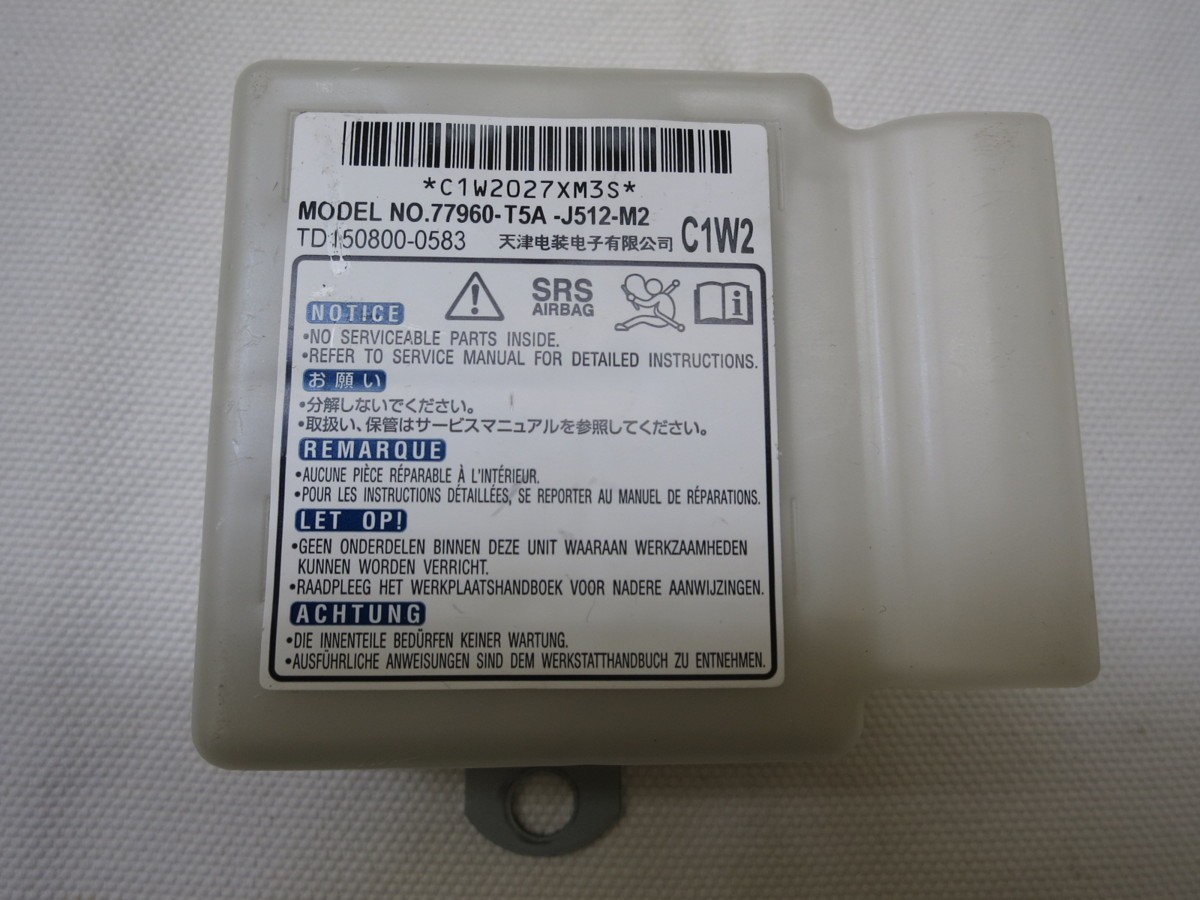 *C1W2027XM3S*
MODEL NO.77960-T5A -J512-M2
TD150800-0583 天津电装电子有限公司 C1W2
SRS
AIRBAG
NOTICE
•NO SERVICEABLE PARTS INSIDE.
•REFER TO SERVICE MANUAL FOR DETAILED INSTRUCTIONS.
お願い
•分解しないでください。
•取扱い、保管はサービスマニュアルを参照してください。
REMARQUE
•AUCUNE PIÈCE RÉPARABLE À L'INTÉRIEUR.
•POUR LES INSTRUCTIONS DÉTAILLÉES, SE REPORTER AU MANUEL DE RÉPARATIONS.
LET OP!
•GEEN ONDERDELEN BINNEN DEZE UNIT WAARAAN WERKZAAMHEDEN
KUNNEN WORDEN VERRICHT.
•RAADPLEEG HET WERKPLAATSHANDBOEK VOOR NADERE AANWIJZINGEN.
ACHTUNG
•DIE INNENTEILE BEDÜRFEN KEINER WARTUNG.
•AUSFÜHRLICHE ANWEISUNGEN SIND DEM WERKSTATTHANDBUCH ZU ENTNEHMEN.